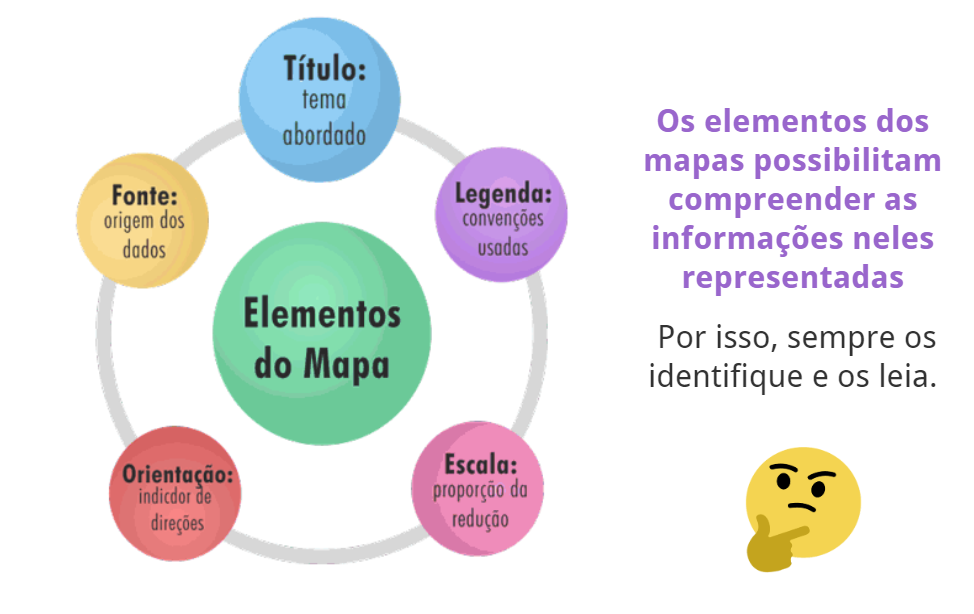 Título:
tema
abordado
Fonte:
origem dos
dados
Legenda:
convenções
usadas
Elementos
do Mapa
Orientação:
indicdor de
direções
Escala:
proporção da
redução
Os elementos dos
mapas possibilitam
compreender as
informações neles
representadas
Por isso, sempre os
identifique e os leia.